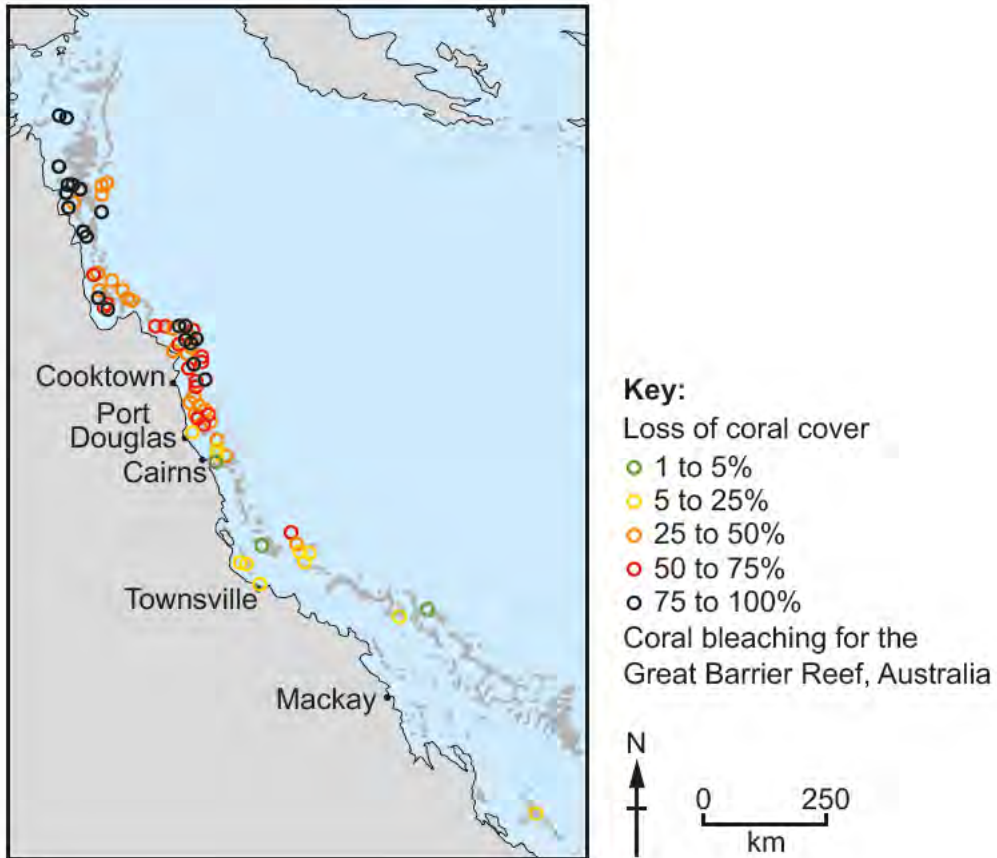 Cooktown
Port
Douglas
Cairns
Townsville
Mackay
Key:
Loss of coral cover
1 to 5%
5 to 25%
25 to 50%
50 to 75%
75 to 100%
Coral bleaching for the
Great Barrier Reef, Australia
N
0 250
km